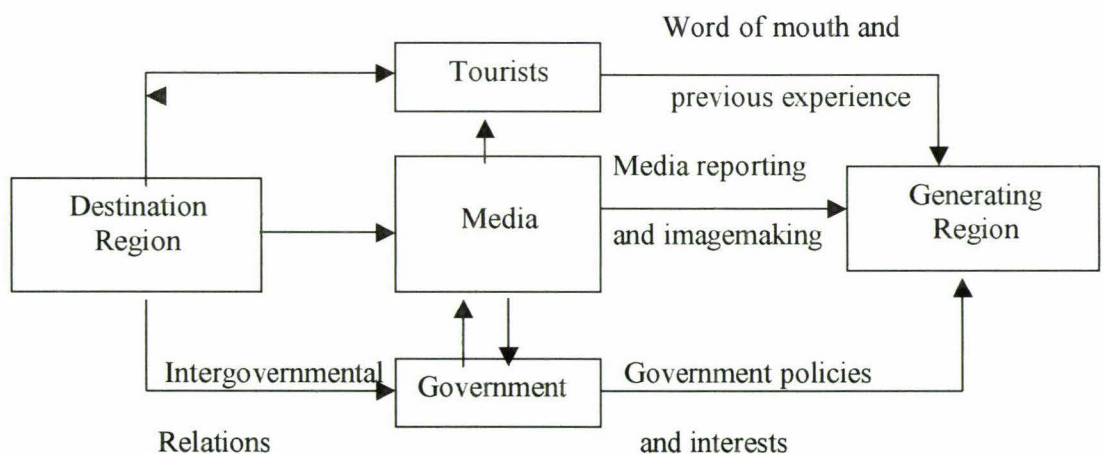 Word of mouth and
Tourists
previous experience
Destination
Region
Media
Media reporting
and imagemaking
Generating
Region
Intergovernmental
Relations
Government
Government policies
and interests